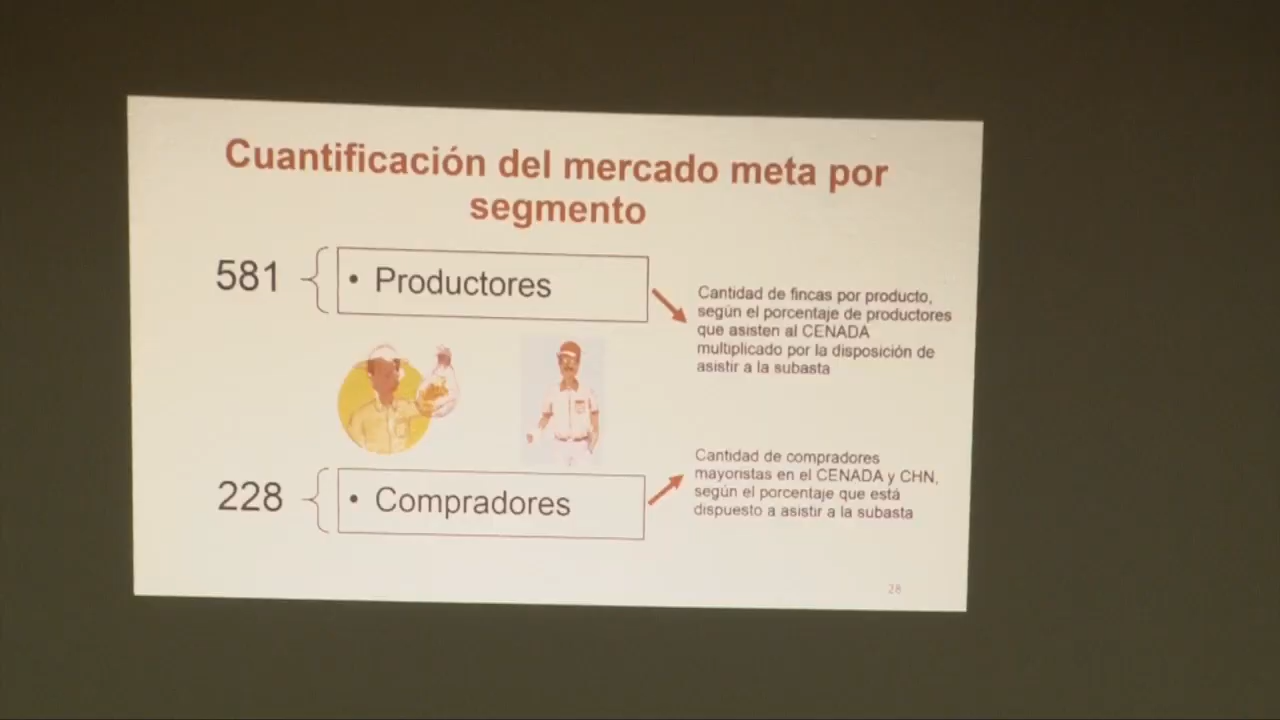 Cuantificación del mercado meta por
segmento
581
• Productores
Cantidad de fincas por producto,
según el porcentaje de productores
que asisten al CENADA
multiplicado por la disposición de
asistir a la subasta
228
• Compradores
Cantidad de compradores
mayoristas en el CENADA y CHN,
según el porcentaje que está
dispuesto a asistir a la subasta
28